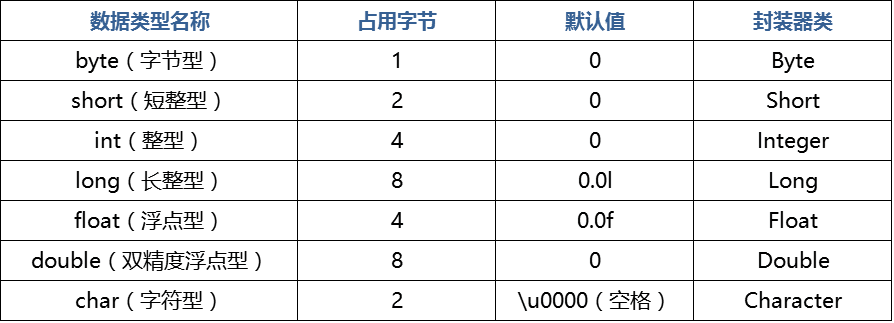 数据类型名称 占用字节 默认值 封装器类
byte（字节型） 1 0 Byte
short（短整型） 2 0 Short
int（整型） 4 0 Integer
long（长整型） 8 0.0l Long
float（浮点型） 4 0.0f Float
double（双精度浮点型） 8 0 Double
char（字符型） 2 \u0000（空格） Character